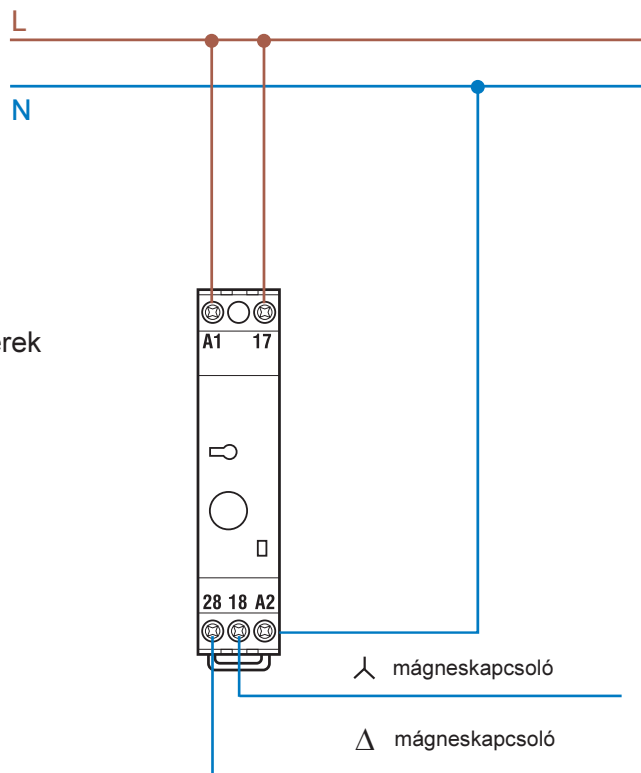 L
N
erek
A1 17
28 18 A2
mágneskapcsoló
Δ mágneskapcsoló